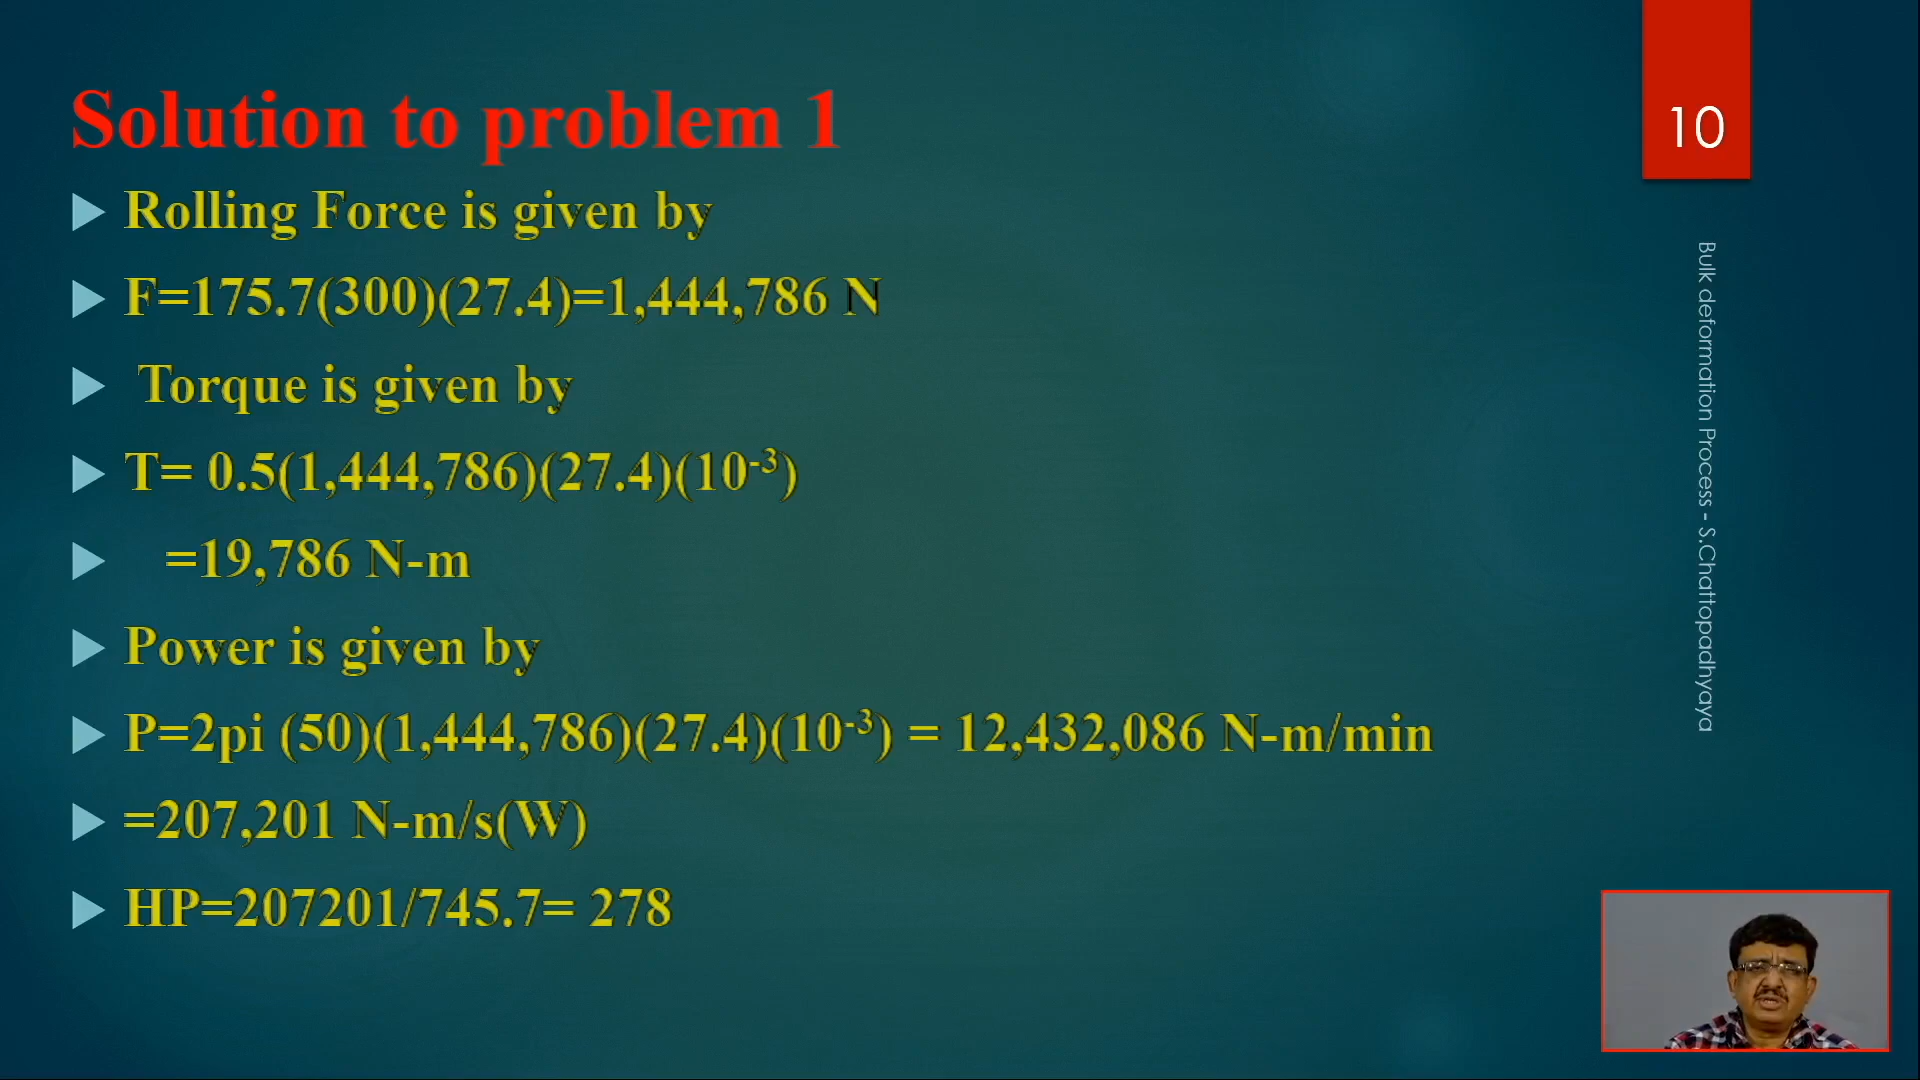 Solution to problem 1
10
Rolling Force is given by
F=175.7(300)(27.4)=1,444,786 N
Torque is given by
T= 0.5(1,444,786)(27.4)(10⁻³)
=19,786 N-m
Power is given by
P=2pi (50)(1,444,786)(27.4)(10⁻³) = 12,432,086 N-m/min
=207,201 N-m/s(W)
HP=207201/745.7= 278
Bulk deformation Process - S.Chattopadhyaya